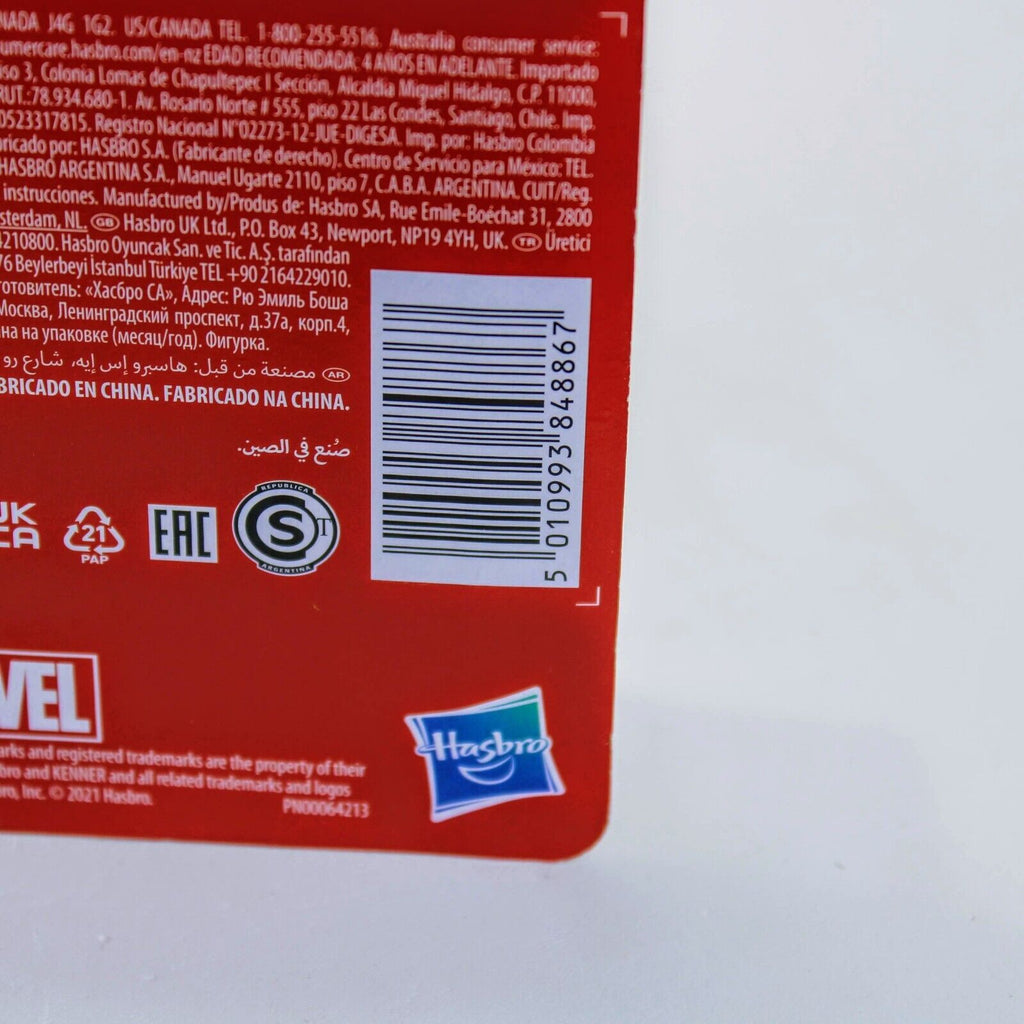 NADA J4G 1G2. US/CANADA TEL. 1-800-255-5516. Australia consumer service:
umercare.hasbro.com/en-nz EDAD RECOMENDADA: 4 AÑOS EN ADELANTE. Importado
iso 3, Colonia Lomas de Chapultepec I Sección, Alcaldía Miguel Hidalgo, C.P. 11000,
RUT.:78.934.680-1. Av. Rosario Norte # 555, piso 22 Las Condes, Santiago, Chile. Imp.
0523317815. Registro Nacional N°02273-12-JUE-DIGESA. Imp. por: Hasbro Colombia
bricado por: HASBRO S.A. (Fabricante de derecho). Centro de Servicio para México: TEL.
HASBRO ARGENTINA S.A., Manuel Ugarte 2110, piso 7, C.A.B.A. ARGENTINA. CUIT/Reg.
instrucciones. Manufactured by/Produs de: Hasbro SA, Rue Emile-Boéchat 31, 2800
sterdam, NL. GB Hasbro UK Ltd., P.O. Box 43, Newport, NP19 4YH, UK. TR Üretici
4210800. Hasbro Oyuncak San. ve Tic. A.Ş. tarafından
76 Beylerbeyi İstanbul Türkiye TEL +90 2164229010.
готовитель: «Хасбро СА», Адрес: Рю Эмиль Боша
Москва, Ленинградский проспект, д.37а, корп.4,
на на упаковке (месяц/год). Фигурка.
AR مصنعة من قبل: هاسبرو إس إيه، شارع رو
BRICADO EN CHINA. FABRICADO NA CHINA.
صُنع في الصين.
5 010993 848867
UK
CA
21
PAP
EAC
REPUBLICA
S
T
ARGENTINA
VEL
Hasbro
arks and registered trademarks are the property of their
bro and KENNER and all related trademarks and logos
ro, Inc. © 2021 Hasbro.
PN00064213